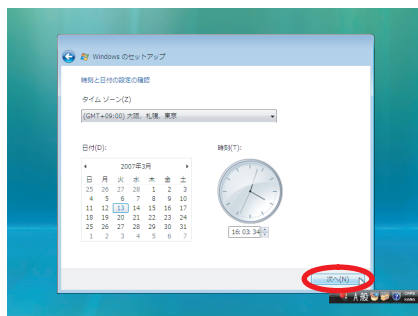 Windows のセットアップ
時刻と日付の設定の確認
タイム ゾーン(Z)
(GMT+09:00) 大阪、札幌、東京
日付(D):
時刻(T):
2007年3月
日 月 火 水 木 金 土
25 26 27 28 1 2 3
4 5 6 7 8 9 10
11 12 13 14 15 16 17
18 19 20 21 22 23 24
25 26 27 28 29 30 31
1 2 3 4 5 6 7
16:03:34
次へ(N)
A 般
CAPS
KANA